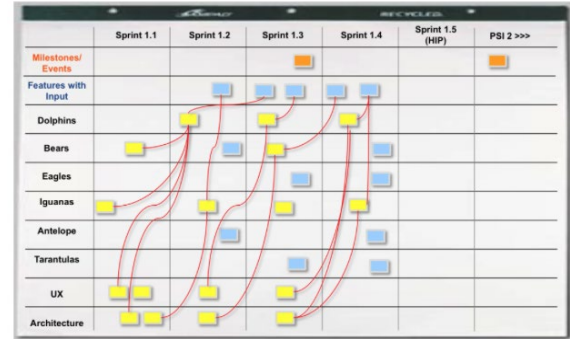 RECYCLED
Sprint 1.1
Sprint 1.2
Sprint 1.3
Sprint 1.4
Sprint 1.5
(HIP)
PSI 2 >>>
Milestones/
Events
Features with
Input
Dolphins
Bears
Eagles
Iguanas
Antelope
Tarantulas
UX
Architecture